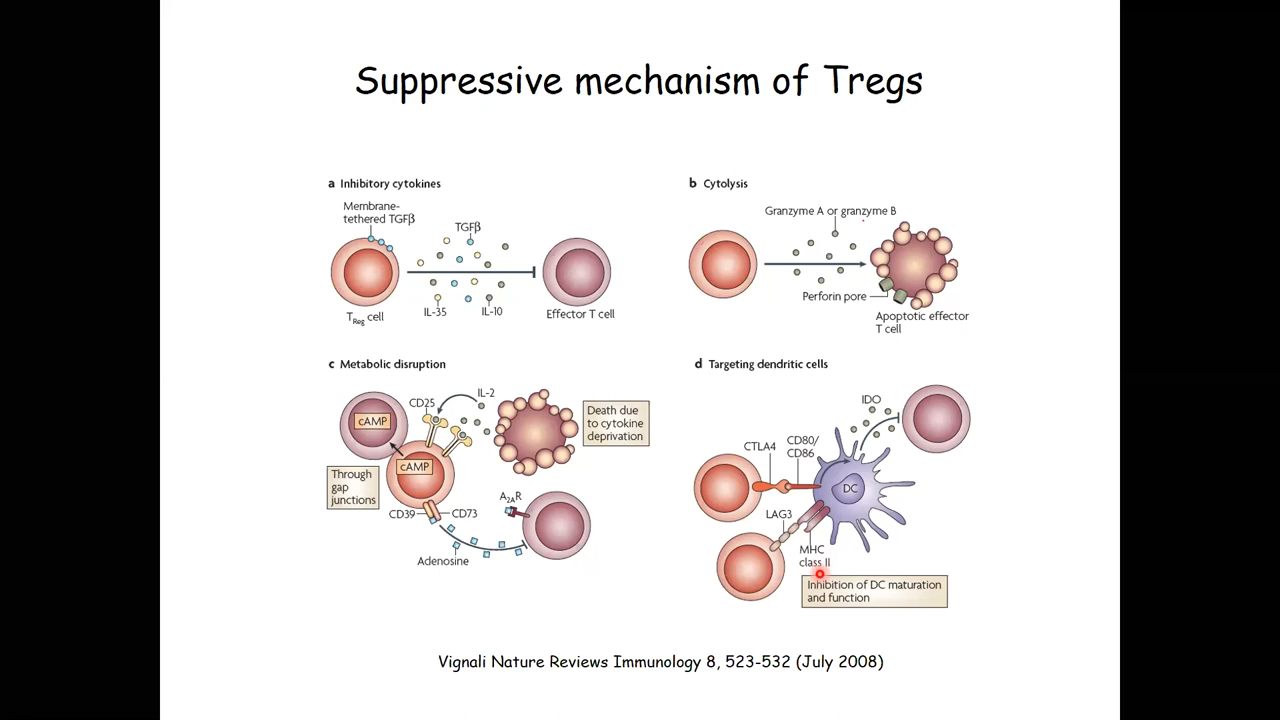 Suppressive mechanism of Tregs
a Inhibitory cytokines
Membrane-
tethered TGFβ
TGFβ
IL-35
IL-10
TReg cell
Effector T cell
b Cytolysis
Granzyme A or granzyme B
Perforin pore
Apoptotic effector
T cell
c Metabolic disruption
IL-2
CD25
cAMP
cAMP
Death due
to cytokine
deprivation
Through
gap
junctions
CD39
CD73
A2AR
Adenosine
d Targeting dendritic cells
IDO
CTLA4
CD80/
CD86
DC
LAG3
MHC
class II
Inhibition of DC maturation
and function
Vignali Nature Reviews Immunology 8, 523-532 (July 2008)